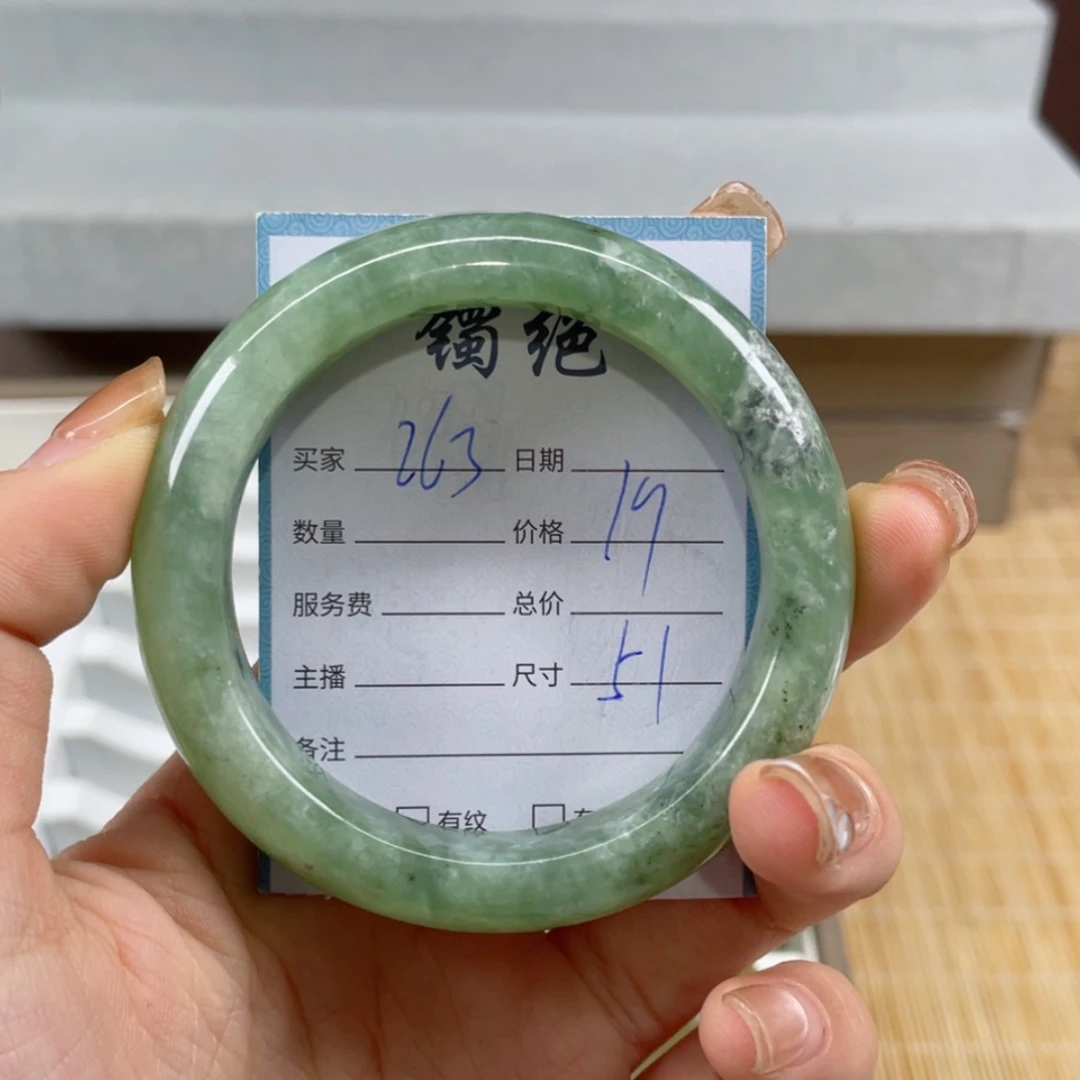 镯绝
买家 263 日期
数量 价格 19
服务费 总价
主播 尺寸 51
备注
有纹